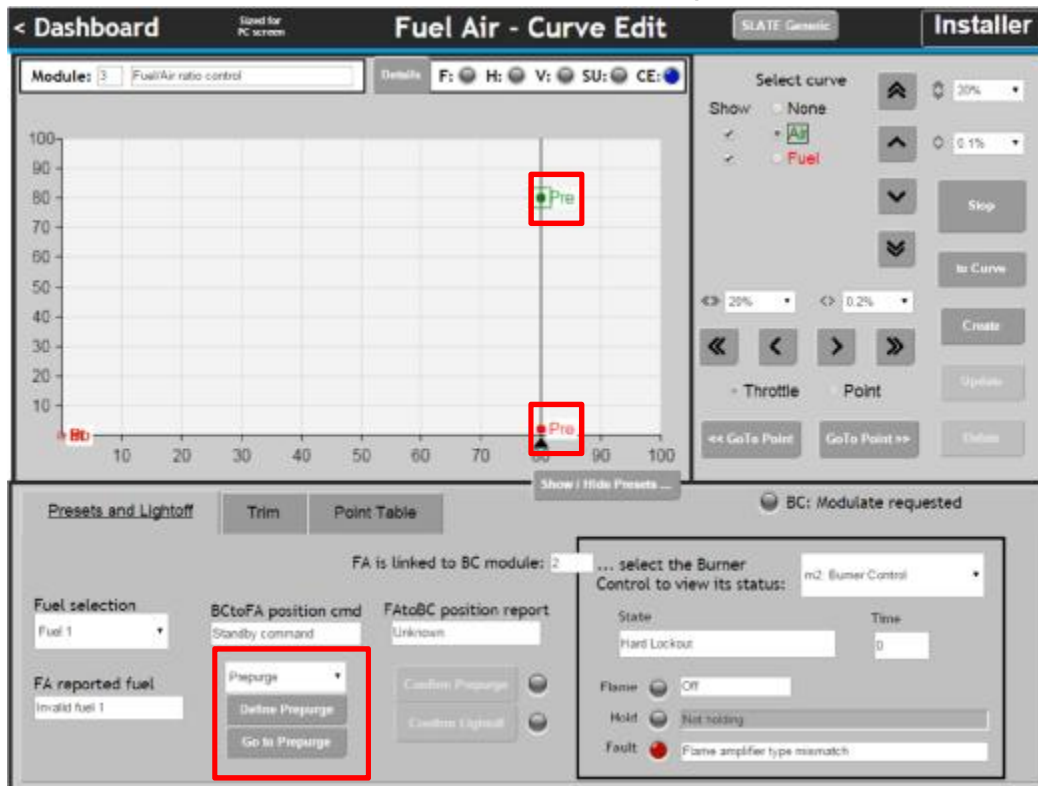 < Dashboard Sized for PC screen Fuel Air - Curve Edit SLATE Generic Installer
Module: 3 Fuel/Air ratio control Details F: H: V: SU: CE:
Select curve
Show None
Air
Fuel
20%
0.1%
Stop
to Curve
Create
Update
Delete
100
90
80
70
60
50
40
30
20
10
Pre
Pre
10 20 30 40 50 60 70 80 90 100
20% 0.2%
Throttle Point
<< GoTo Point GoTo Point >>
Show / Hide Presets ...
Presets and Lightoff Trim Point Table
BC: Modulate requested
FA is linked to BC module: 2
... select the Burner
Control to view its status:
m2: Burner Control
Fuel selection
Fuel 1
BCtoFA position cmd
Standby command
FAtoBC position report
Unknown
State Time
Hard Lockout 0
FA reported fuel
Invalid fuel 1
Prepurge
Define Prepurge
Go to Prepurge
Confirm Prepurge
Confirm Lightoff
Flame Off
Hold Not holding
Fault Flame amplifier type mismatch